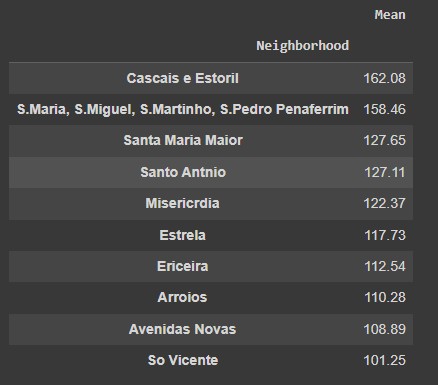 Mean
Neighborhood
Cascais e Estoril 162.08
S.Maria, S.Miguel, S.Martinho, S.Pedro Penaferrim 158.46
Santa Maria Maior 127.65
Santo Antnio 127.11
Misericrdia 122.37
Estrela 117.73
Ericeira 112.54
Arroios 110.28
Avenidas Novas 108.89
So Vicente 101.25